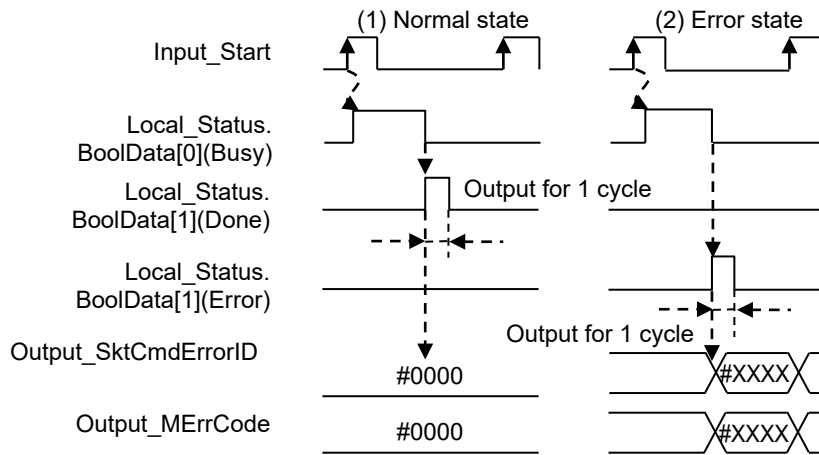 (1) Normal state
(2) Error state
Input_Start
Local_Status.
BoolData[0](Busy)
Local_Status.
BoolData[1](Done)
Output for 1 cycle
Local_Status.
BoolData[1](Error)
Output for 1 cycle
Output_SktCmdErrorID
#0000
#XXXX
Output_MErrCode
#0000
#XXXX